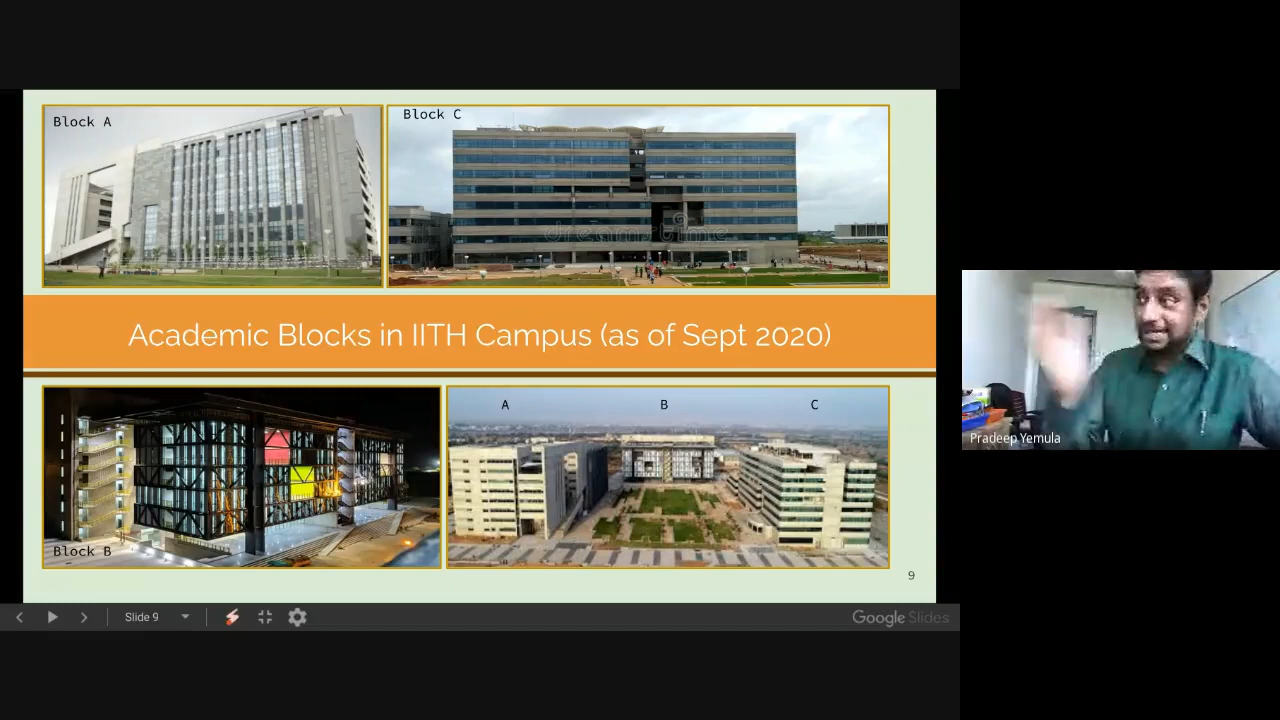 Block A
Block C
dreamstime
Academic Blocks in IITH Campus (as of Sept 2020)
A B C
Block B
9
Slide 9
Google Slides
Pradeep Yemula